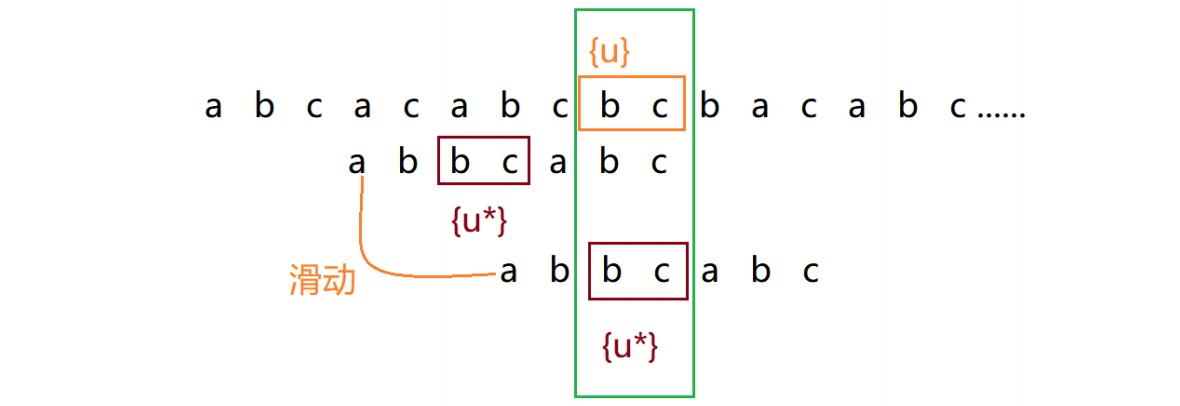 {u}
a b c a c a b c b c b a c a b c ......
a b b c a b c
{u*}
滑动 a b b c a b c
{u*}